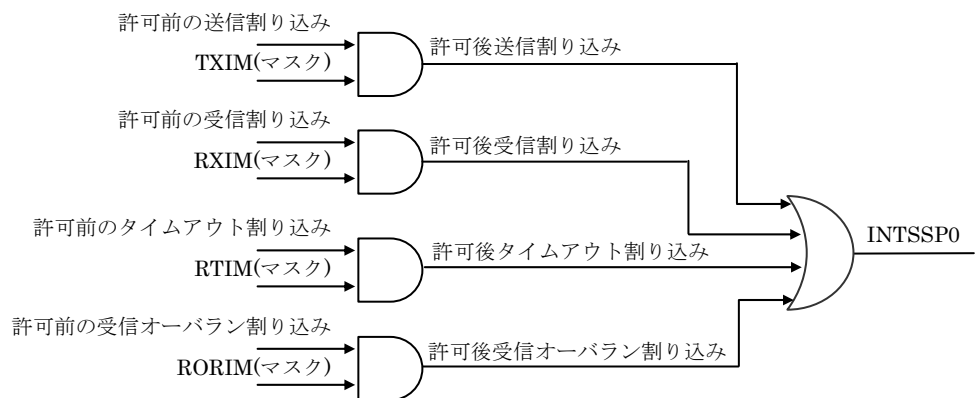 許可前の送信割り込み
TXIM(マスク)
許可後送信割り込み
許可前の受信割り込み
RXIM(マスク)
許可後受信割り込み
許可前のタイムアウト割り込み
RTIM(マスク)
許可後タイムアウト割り込み
許可前の受信オーバラン割り込み
RORIM(マスク)
許可後受信オーバラン割り込み
INTSSP0